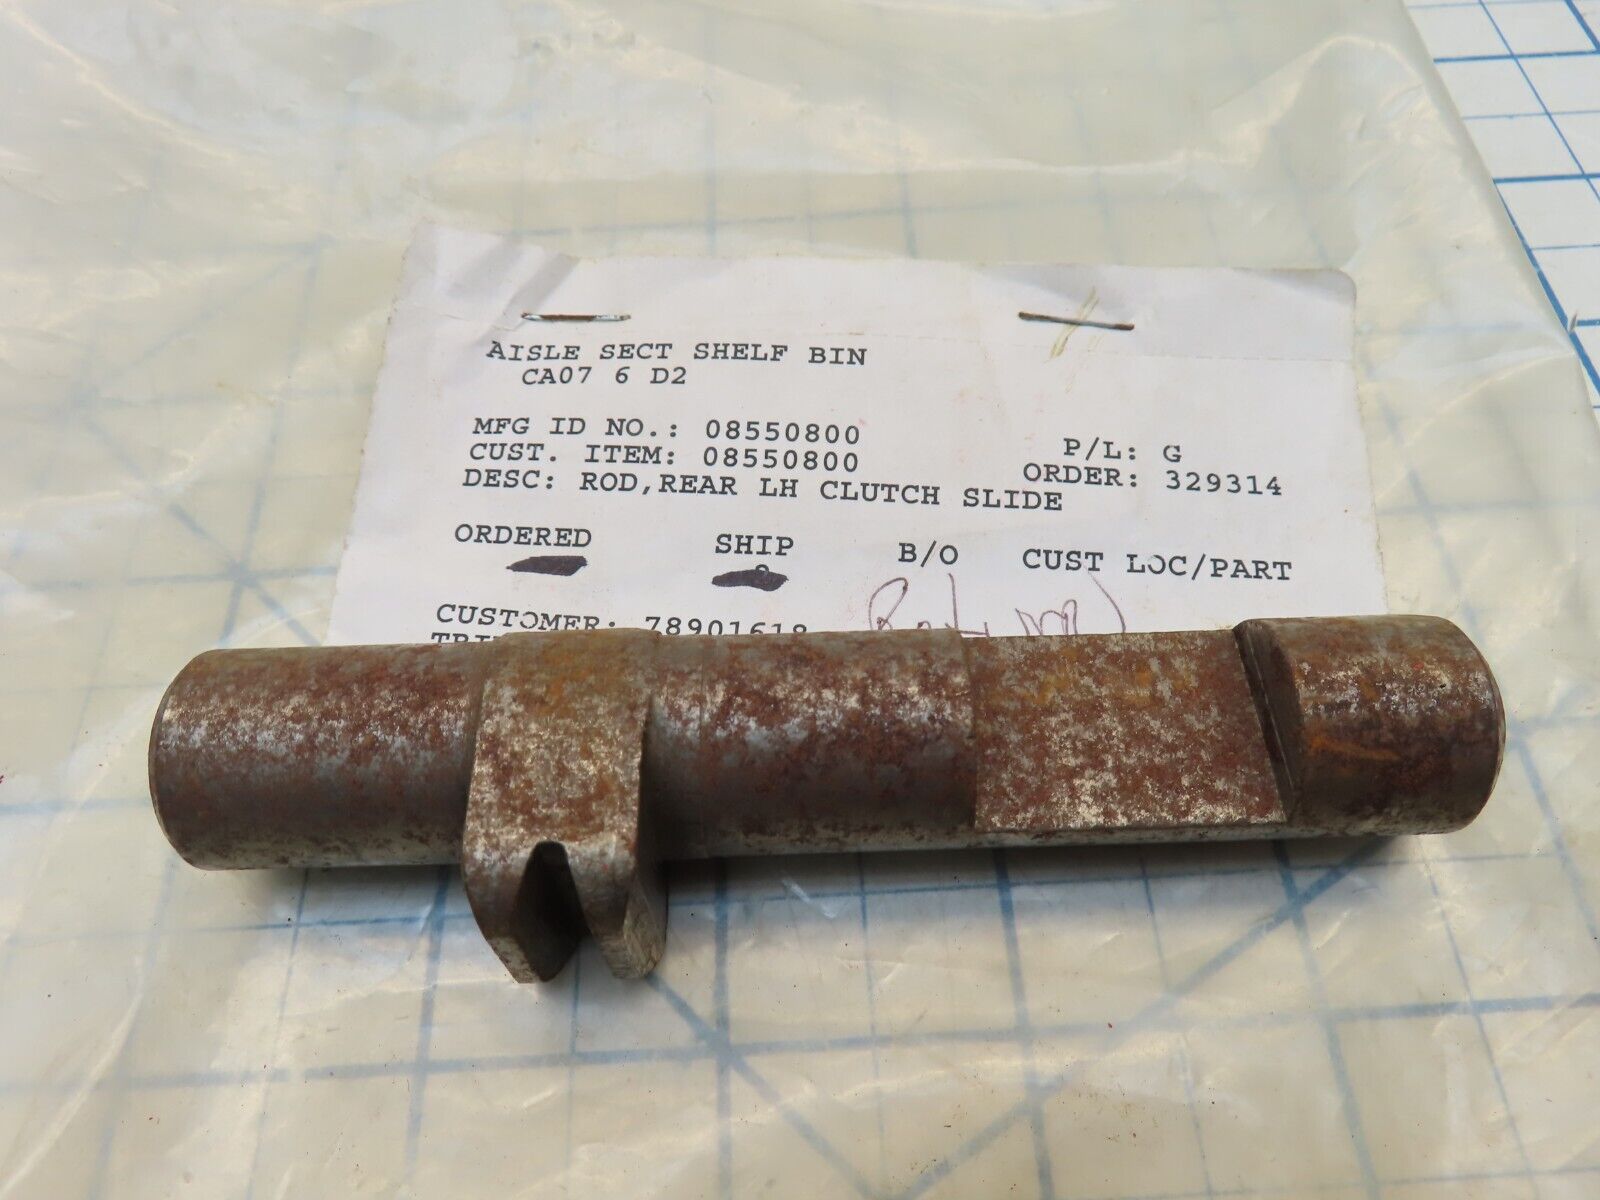 AISLE SECT SHELF BIN
CA07 6 D2
MFG ID NO.: 08550800
P/L: G
CUST. ITEM: 08550800
ORDER: 329314
DESC: ROD,REAR LH CLUTCH SLIDE
ORDERED SHIP B/O CUST LOC/PART
CUSTOMER: 78901618